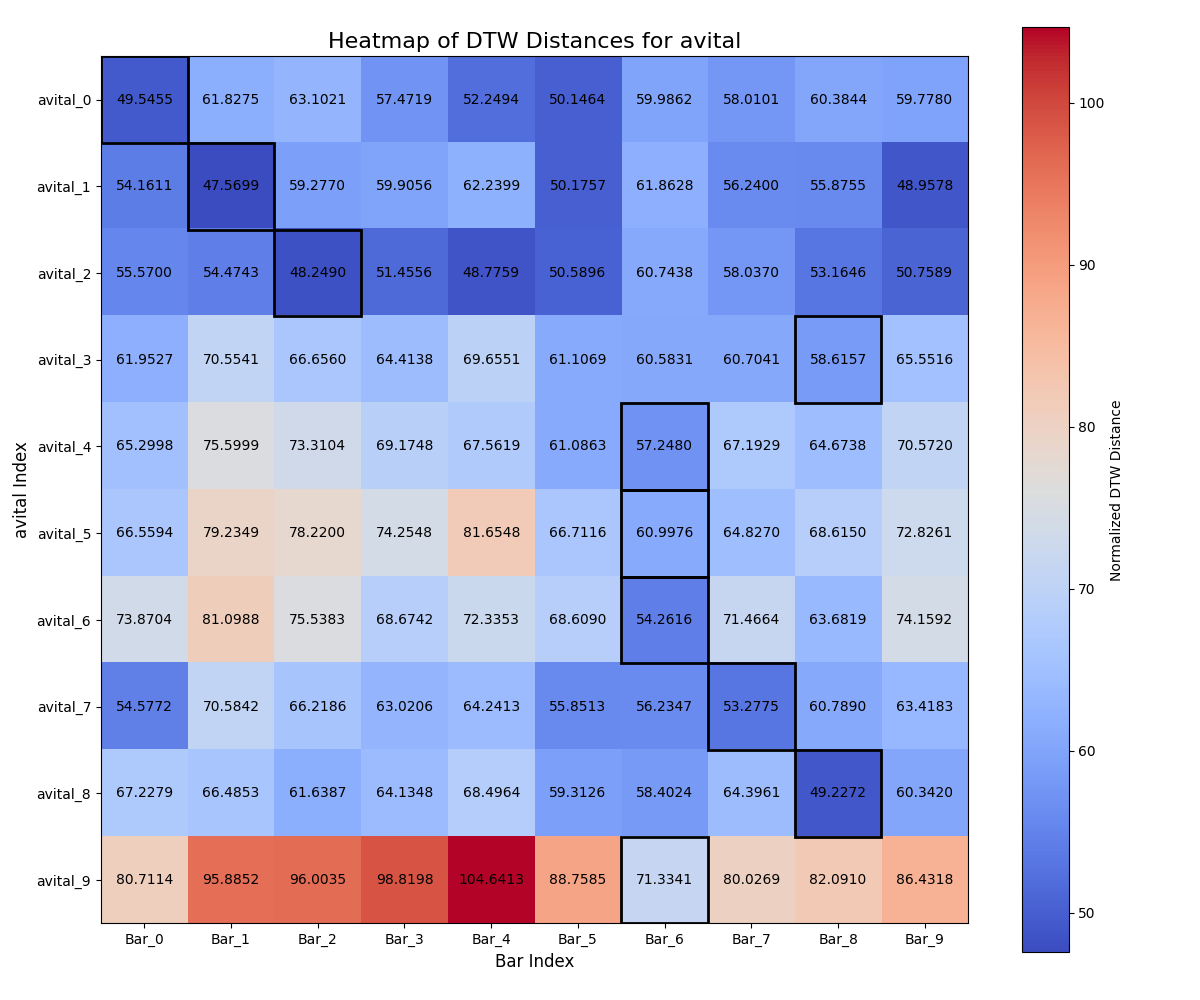 Heatmap of DTW Distances for avital
avital_0 49.5455 61.8275 63.1021 57.4719 52.2494 50.1464 59.9862 58.0101 60.3844 59.7780
avital_1 54.1611 47.5699 59.2770 59.9056 62.2399 50.1757 61.8628 56.2400 55.8755 48.9578
avital_2 55.5700 54.4743 48.2490 51.4556 48.7759 50.5896 60.7438 58.0370 53.1646 50.7589
avital_3 61.9527 70.5541 66.6560 64.4138 69.6551 61.1069 60.5831 60.7041 58.6157 65.5516
avital_4 65.2998 75.5999 73.3104 69.1748 67.5619 61.0863 57.2480 67.1929 64.6738 70.5720
avital_5 66.5594 79.2349 78.2200 74.2548 81.6548 66.7116 60.9976 64.8270 68.6150 72.8261
avital_6 73.8704 81.0988 75.5383 68.6742 72.3353 68.6090 54.2616 71.4664 63.6819 74.1592
avital_7 54.5772 70.5842 66.2186 63.0206 64.2413 55.8513 56.2347 53.2775 60.7890 63.4183
avital_8 67.2279 66.4853 61.6387 64.1348 68.4964 59.3126 58.4024 64.3961 49.2272 60.3420
avital_9 80.7114 95.8852 96.0035 98.8198 104.6413 88.7585 71.3341 80.0269 82.0910 86.4318
Bar_0 Bar_1 Bar_2 Bar_3 Bar_4 Bar_5 Bar_6 Bar_7 Bar_8 Bar_9
Bar Index
avital Index
100
90
80
70
60
50
Normalized DTW Distance